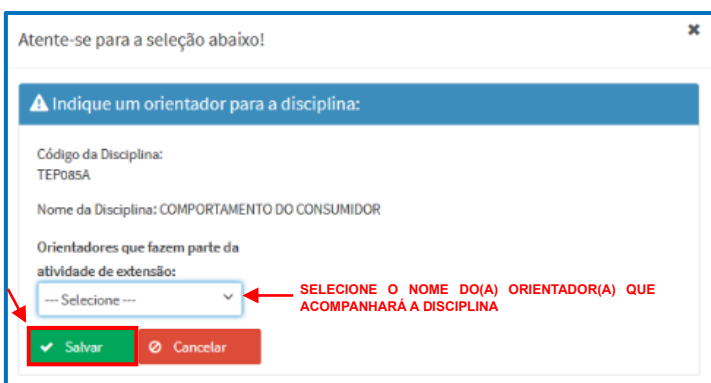 Atente-se para a seleção abaixo!
Indique um orientador para a disciplina:
Código da Disciplina:
TEP085A
Nome da Disciplina: COMPORTAMENTO DO CONSUMIDOR
Orientadores que fazem parte da
atividade de extensão:
--- Selecione ---
SELECIONE O NOME DO(A) ORIENTADOR(A) QUE
ACOMPANHARÁ A DISCIPLINA
Salvar
Cancelar